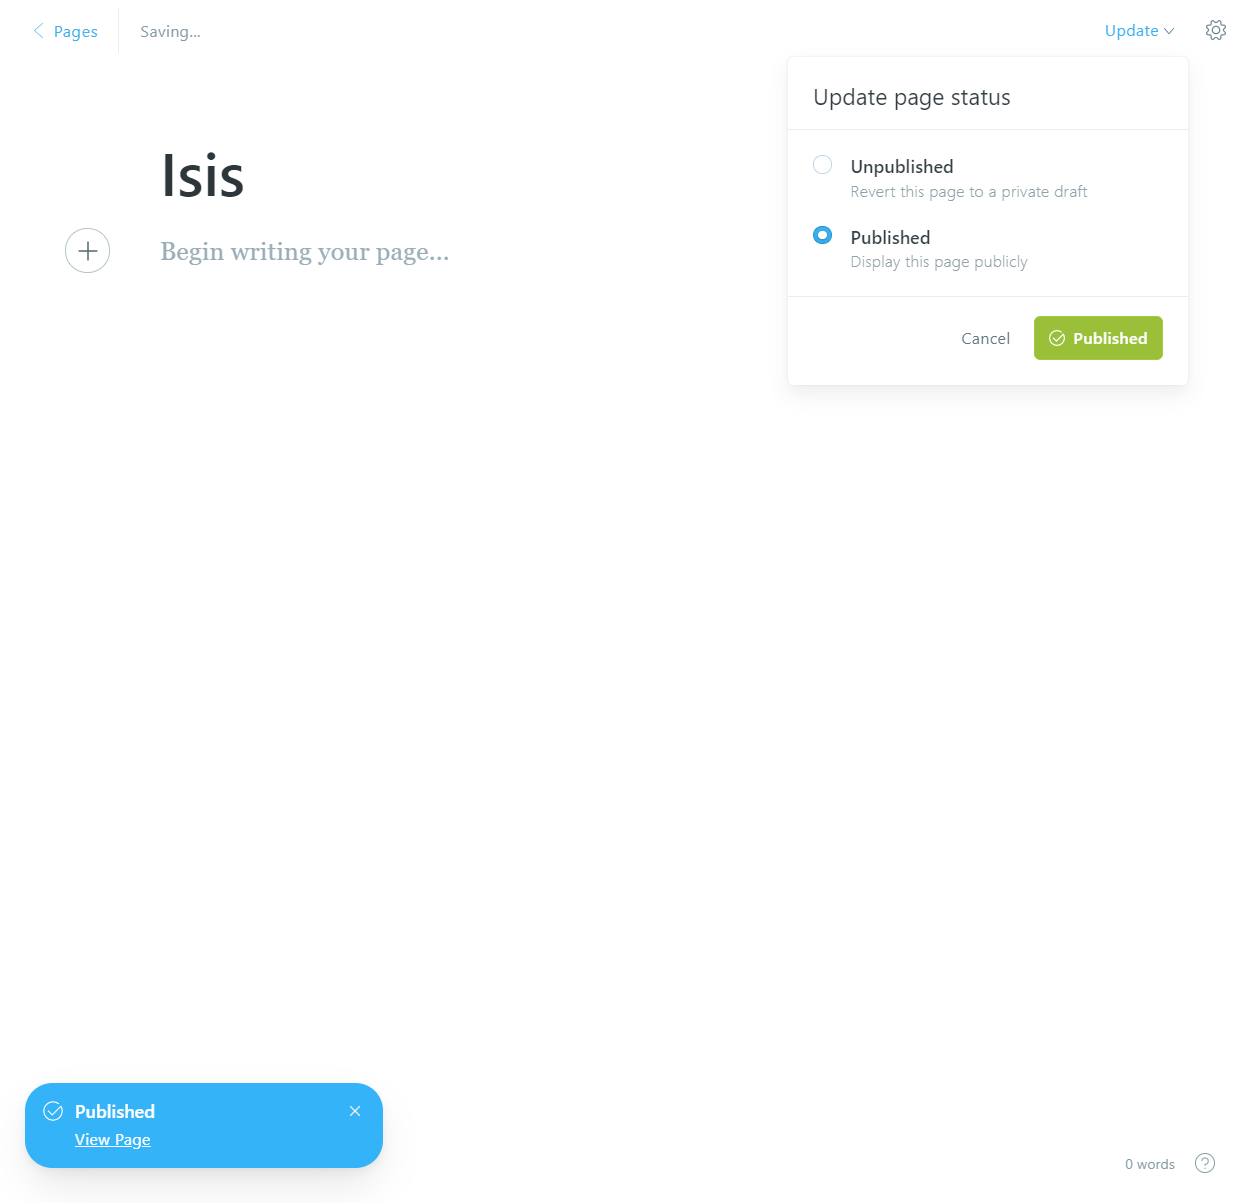 Pages
Saving...
Update
Update page status
Unpublished
Revert this page to a private draft
Published
Display this page publicly
Cancel
Published
Isis
Begin writing your page...
Published
View Page
0 words
?